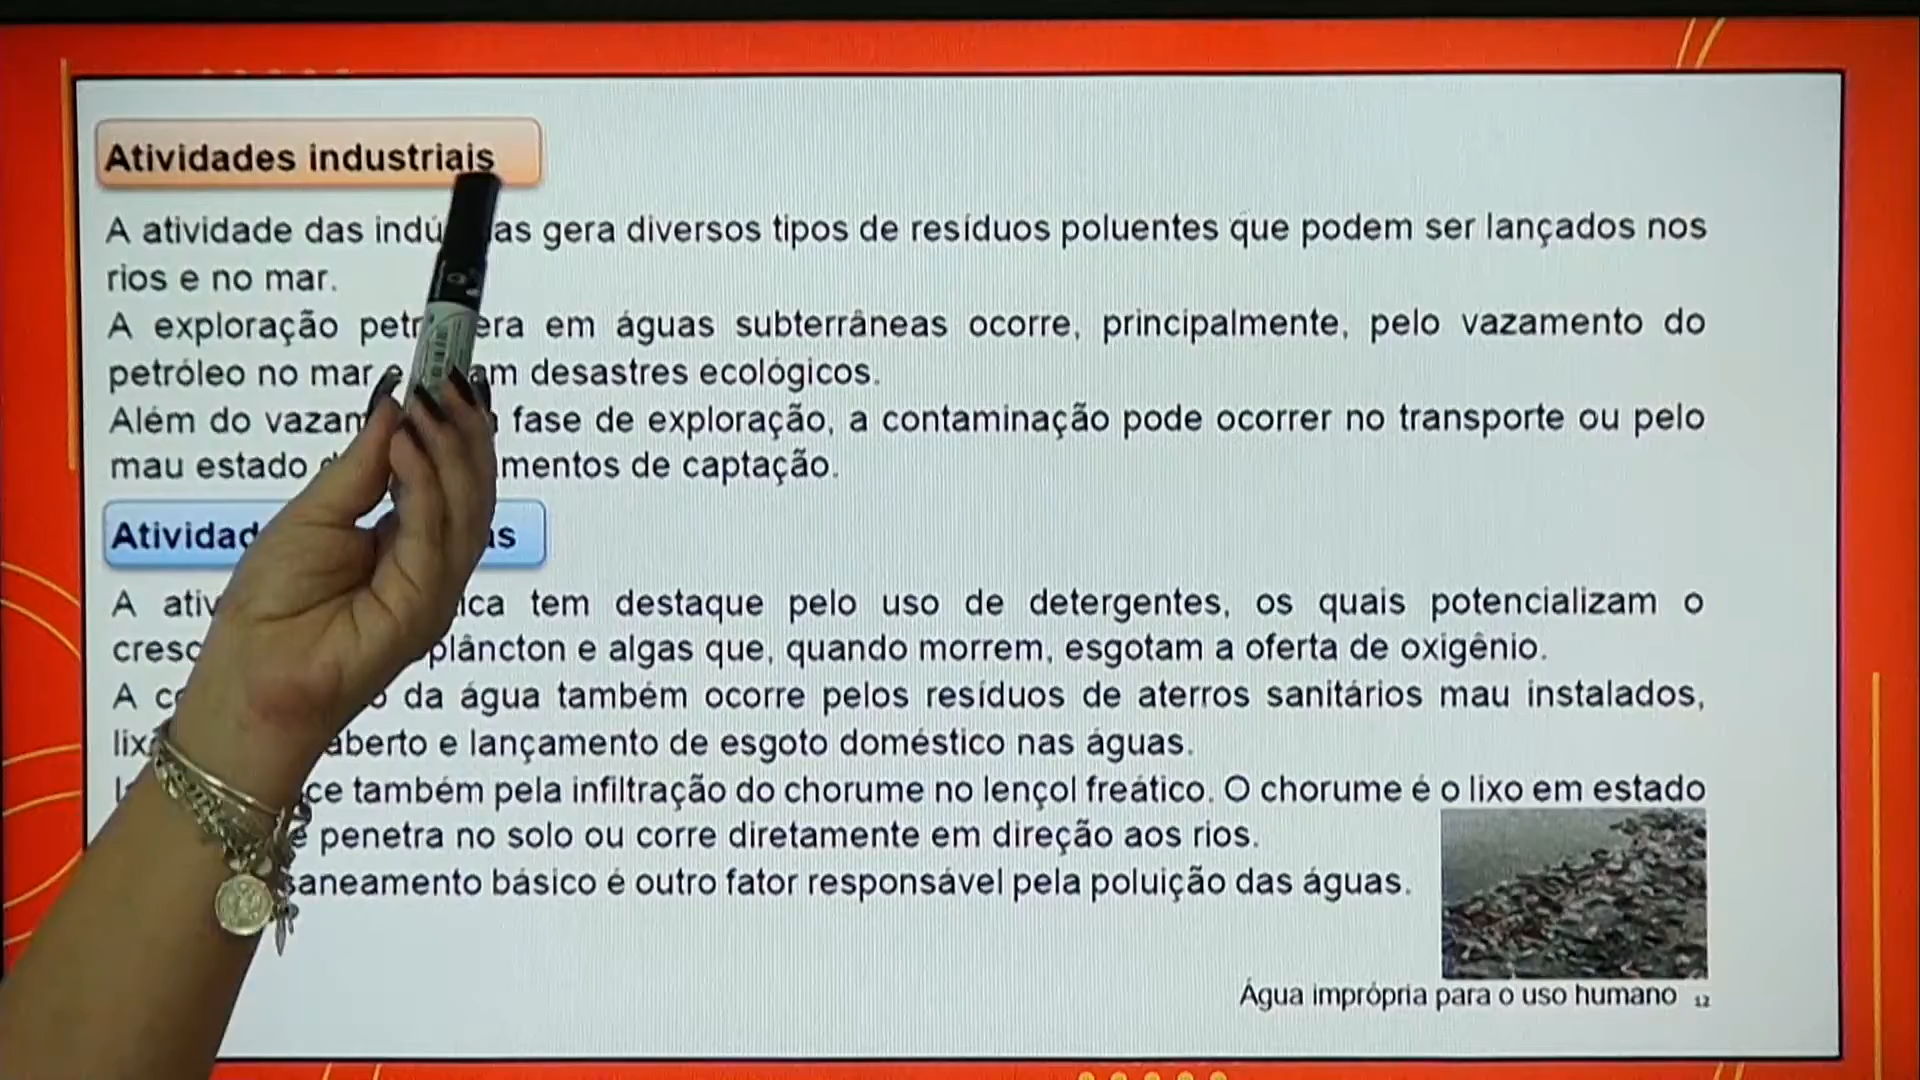 Atividades industriais
A atividade das indú as gera diversos tipos de resíduos poluentes que podem ser lançados nos
rios e no mar.
A exploração petr era em águas subterrâneas ocorre, principalmente, pelo vazamento do
petróleo no mar e am desastres ecológicos.
Além do vazam fase de exploração, a contaminação pode ocorrer no transporte ou pelo
mau estado mentos de captação.
Atividad as
A ativ ica tem destaque pelo uso de detergentes, os quais potencializam o
cresc plâncton e algas que, quando morrem, esgotam a oferta de oxigênio.
A co o da água também ocorre pelos resíduos de aterros sanitários mau instalados,
lix aberto e lançamento de esgoto doméstico nas águas.
ce também pela infiltração do chorume no lençol freático. O chorume é o lixo em estado
e penetra no solo ou corre diretamente em direção aos rios.
saneamento básico é outro fator responsável pela poluição das águas.
Água imprópria para o uso humano 12